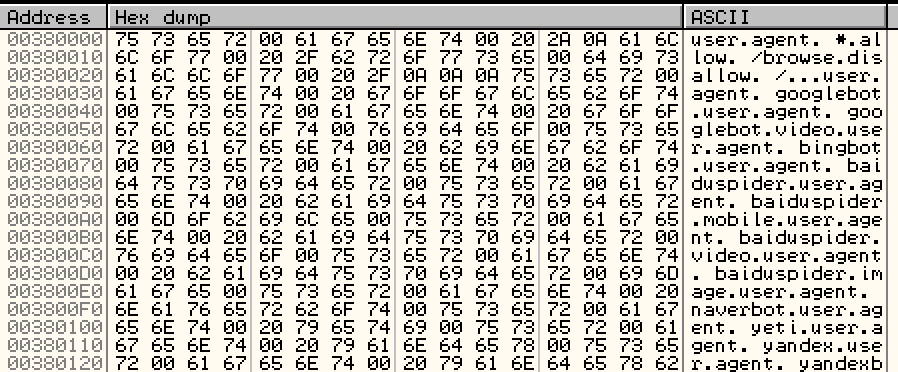 Address Hex dump ASCII
00380000 75 73 65 72 00 61 67 65 6E 74 00 20 2A 0A 61 6C user.agent. *.al
00380010 6C 6F 77 00 20 2F 62 72 6F 77 73 65 00 64 69 73 low. /browse.dis
00380020 61 6C 6C 6F 77 00 20 2F 0A 0A 0A 75 73 65 72 00 allow. /...user.
00380030 61 67 65 6E 74 00 20 67 6F 6F 67 6C 65 62 6F 74 agent. googlebot
00380040 00 75 73 65 72 00 61 67 65 6E 74 00 20 67 6F 6F .user.agent. goo
00380050 67 6C 65 62 6F 74 00 76 69 64 65 6F 00 75 73 65 glebot.video.use
00380060 72 00 61 67 65 6E 74 00 20 62 69 6E 67 62 6F 74 r.agent. bingbot
00380070 00 75 73 65 72 00 61 67 65 6E 74 00 20 62 61 69 .user.agent. bai
00380080 64 75 73 70 69 64 65 72 00 75 73 65 72 00 61 67 duspider.user.ag
00380090 65 6E 74 00 20 62 61 69 64 75 73 70 69 64 65 72 ent. baiduspider
003800A0 00 6D 6F 62 69 6C 65 00 75 73 65 72 00 61 67 65 .mobile.user.age
003800B0 6E 74 00 20 62 61 69 64 75 73 70 69 64 65 72 00 nt. baiduspider.
003800C0 76 69 64 65 6F 00 75 73 65 72 00 61 67 65 6E 74 video.user.agent
003800D0 00 20 62 61 69 64 75 73 70 69 64 65 72 00 69 6D . baiduspider.im
003800E0 61 67 65 00 75 73 65 72 00 61 67 65 6E 74 00 20 age.user.agent.
003800F0 6E 61 76 65 72 62 6F 74 00 75 73 65 72 00 61 67 naverbot.user.ag
00380100 65 6E 74 00 20 79 65 74 69 00 75 73 65 72 00 61 ent. yeti.user.a
00380110 67 65 6E 74 00 20 79 61 6E 64 65 78 00 75 73 65 gent. yandex.use
00380120 72 00 61 67 65 6E 74 00 20 79 61 6E 64 65 78 62 r.agent. yandexb